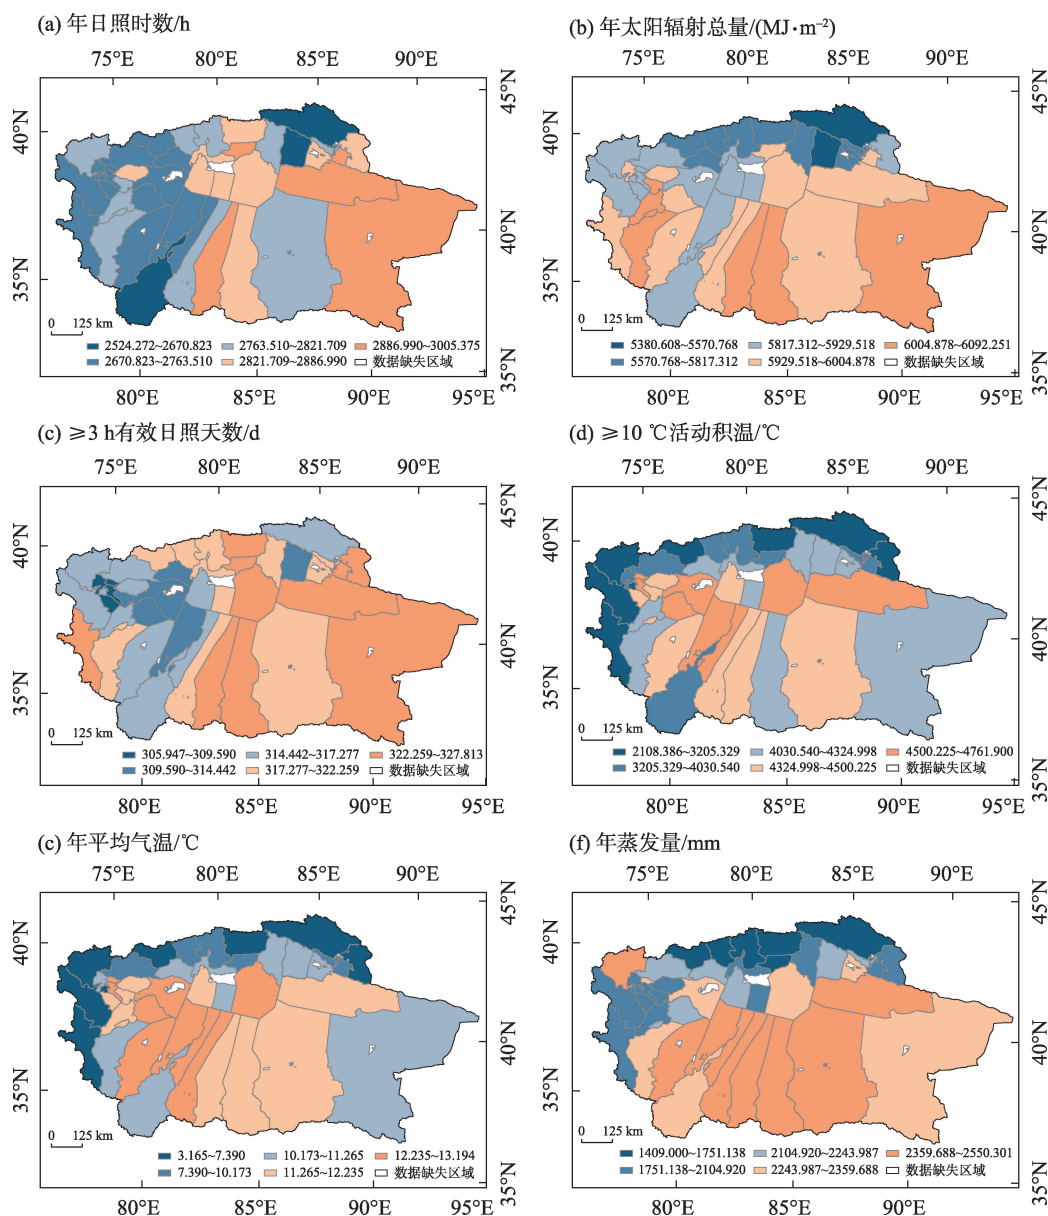 (a) 年日照时数/h
75°E 80°E 85°E 90°E
40°N
35°N
45°N
40°N
35°N
0 125 km
2524.272~2670.823 2763.510~2821.709 2886.990~3005.375
2670.823~2763.510 2821.709~2886.990 数据缺失区域
80°E 85°E 90°E 95°E
(b) 年太阳辐射总量/(MJ·m⁻²)
75°E 80°E 85°E 90°E
40°N
35°N
45°N
40°N
35°N
0 125 km
5380.608~5570.768 5817.312~5929.518 6004.878~6092.251
5570.768~5817.312 5929.518~6004.878 数据缺失区域
80°E 85°E 90°E 95°E
(c) ≥3 h有效日照天数/d
75°E 80°E 85°E 90°E
40°N
35°N
45°N
40°N
35°N
0 125 km
305.947~309.590 314.442~317.277 322.259~327.813
309.590~314.442 317.277~322.259 数据缺失区域
80°E 85°E 90°E 95°E
(d) ≥10 ℃活动积温/℃
75°E 80°E 85°E 90°E
40°N
35°N
45°N
40°N
35°N
0 125 km
2108.386~3205.329 4030.540~4324.998 4500.225~4761.900
3205.329~4030.540 4324.998~4500.225 数据缺失区域
80°E 85°E 90°E 95°E
(c) 年平均气温/℃
75°E 80°E 85°E 90°E
40°N
35°N
45°N
40°N
35°N
0 125 km
3.165~7.390 10.173~11.265 12.235~13.194
7.390~10.173 11.265~12.235 数据缺失区域
80°E 85°E 90°E 95°E
(f) 年蒸发量/mm
75°E 80°E 85°E 90°E
40°N
35°N
45°N
40°N
35°N
0 125 km
1409.000~1751.138 2104.920~2243.987 2359.688~2550.301
1751.138~2104.920 2243.987~2359.688 数据缺失区域
80°E 85°E 90°E 95°E